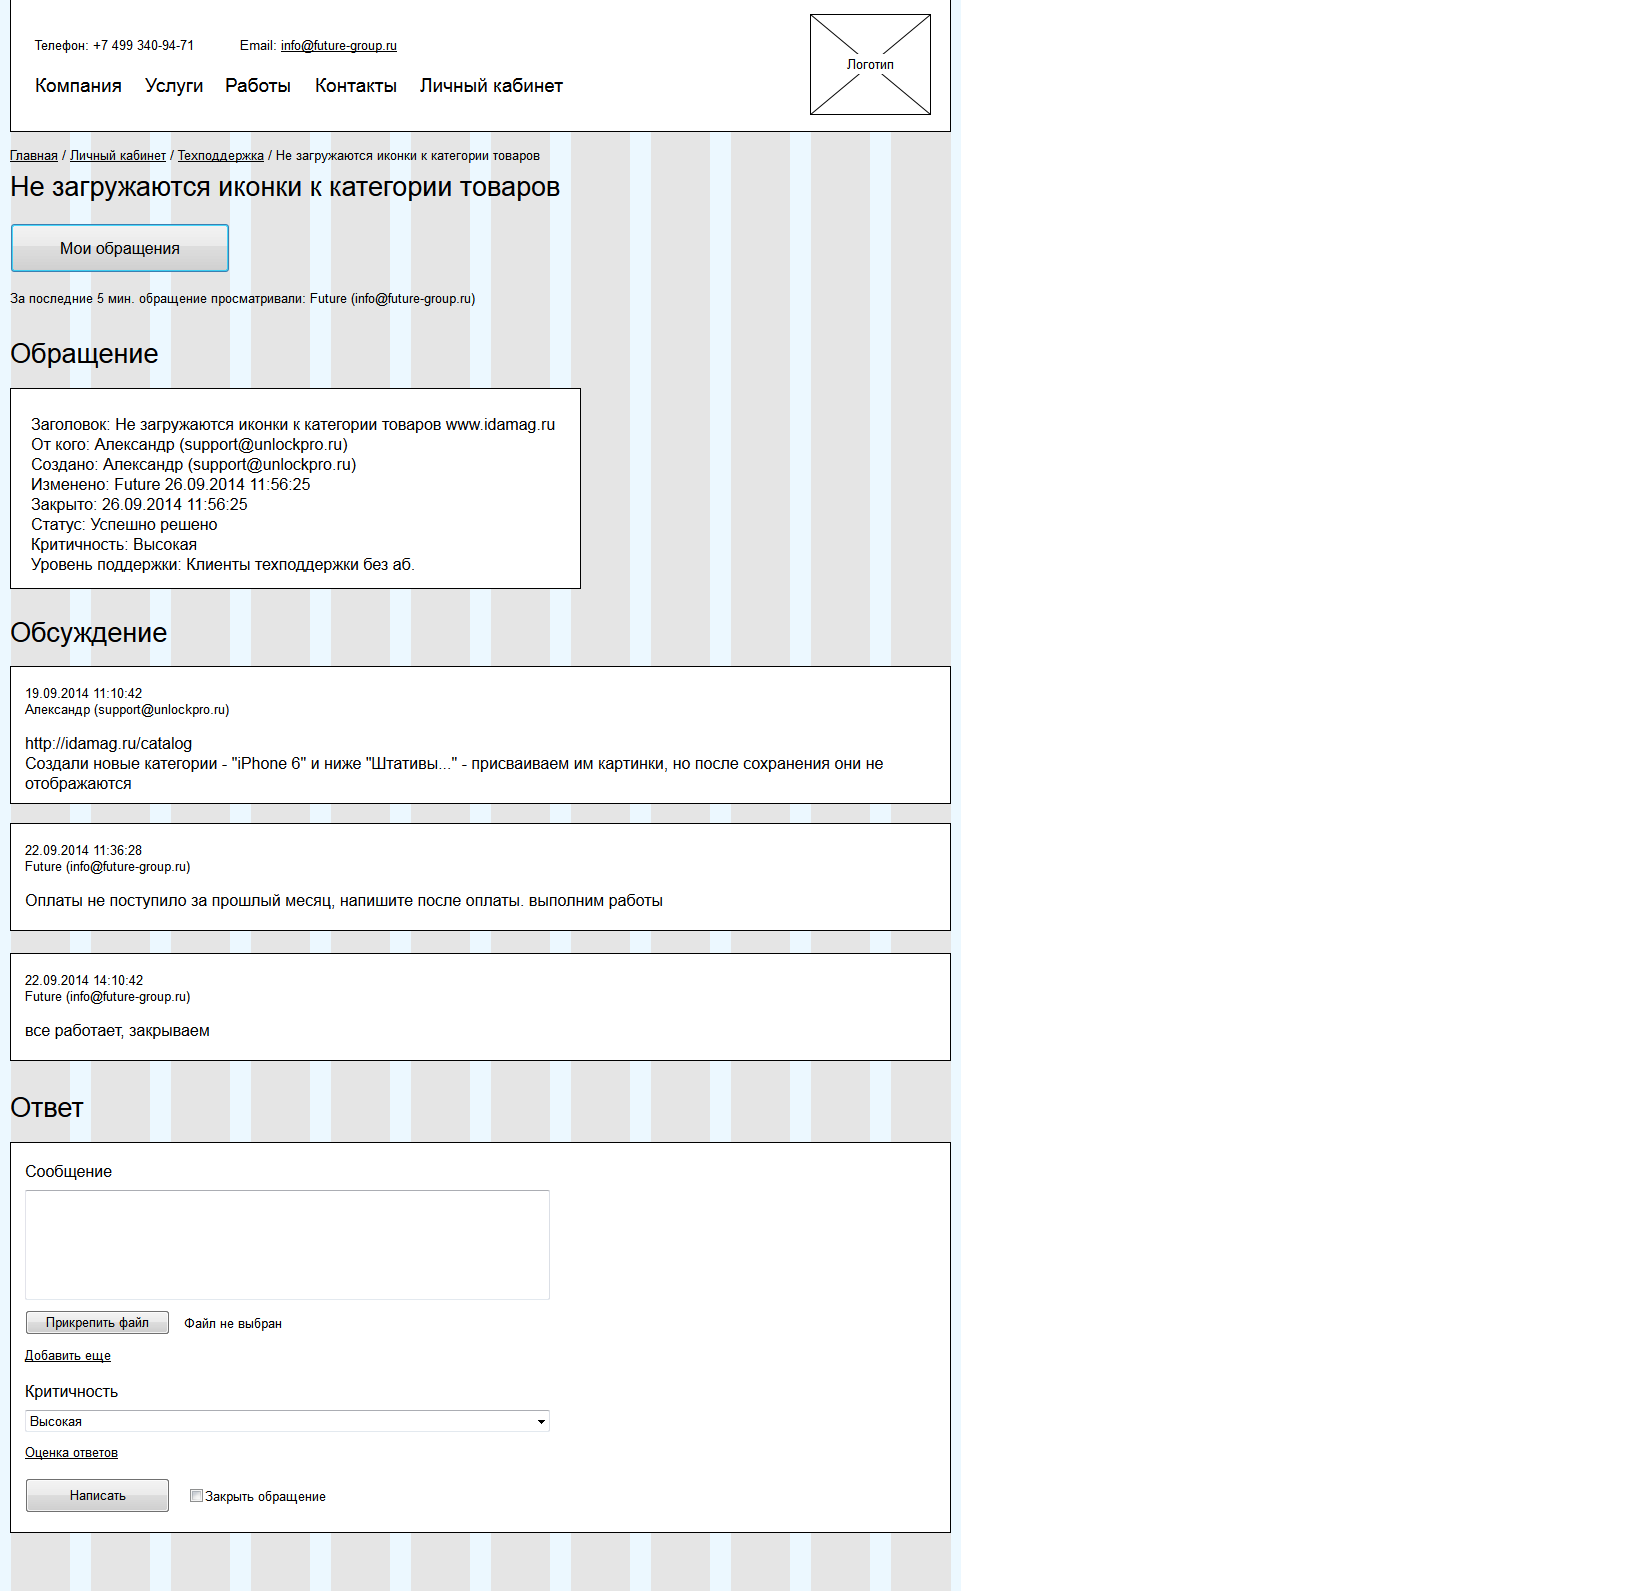 Телефон: +7 499 340-94-71
Email: info@future-group.ru
Логотип
Компания
Услуги
Работы
Контакты
Личный кабинет
Главная / Личный кабинет / Техподдержка / Не загружаются иконки к категории товаров
Не загружаются иконки к категории товаров
Мои обращения
За последние 5 мин. обращение просматривали: Future (info@future-group.ru)
Обращение
Заголовок: Не загружаются иконки к категории товаров www.idamag.ru
От кого: Александр (support@unlockpro.ru)
Создано: Александр (support@unlockpro.ru)
Изменено: Future 26.09.2014 11:56:25
Закрыто: 26.09.2014 11:56:25
Статус: Успешно решено
Критичность: Высокая
Уровень поддержки: Клиенты техподдержки без аб.
Обсуждение
19.09.2014 11:10:42
Александр (support@unlockpro.ru)
http://idamag.ru/catalog
Создали новые категории - "iPhone 6" и ниже "Штативы..." - присваиваем им картинки, но после сохранения они не
отображаются
22.09.2014 11:36:28
Future (info@future-group.ru)
Оплаты не поступило за прошлый месяц, напишите после оплаты. выполним работы
22.09.2014 14:10:42
Future (info@future-group.ru)
все работает, закрываем
Ответ
Сообщение
Прикрепить файл
Файл не выбран
Добавить еще
Критичность
Высокая
Оценка ответов
Написать
Закрыть обращение